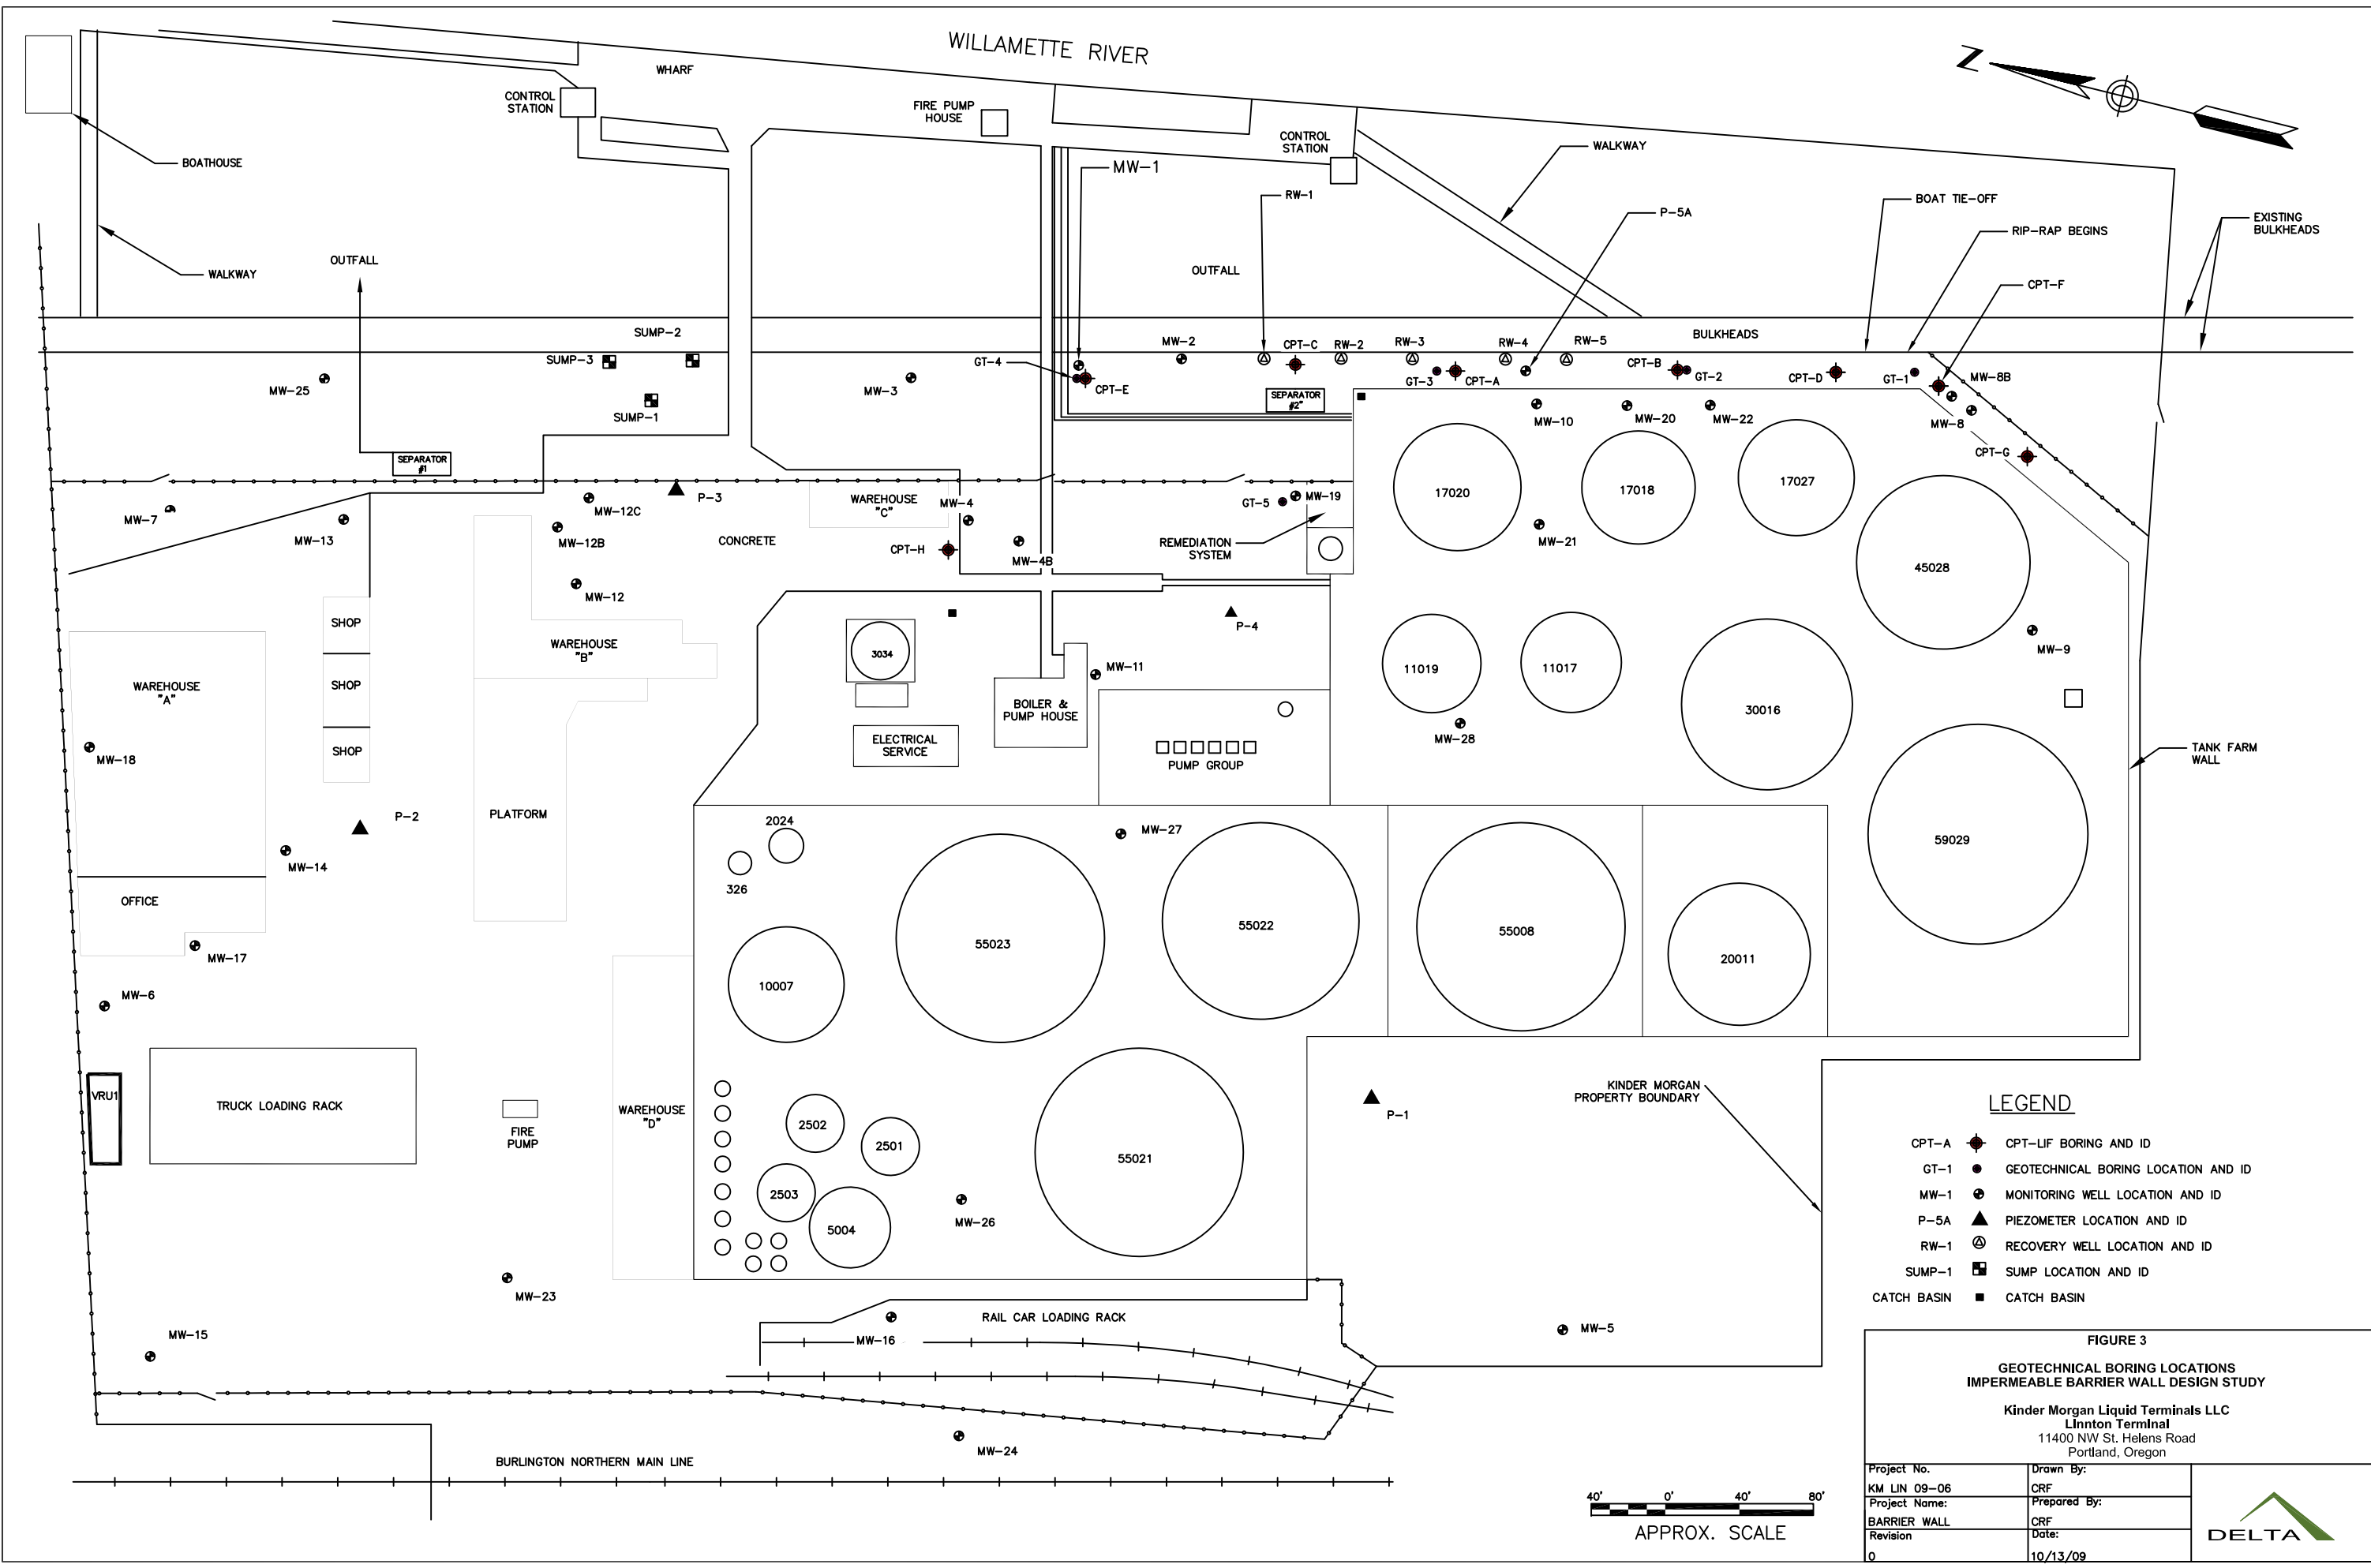 WILLAMETTE RIVER
N
WHARF
CONTROL
STATION
FIRE PUMP
HOUSE
CONTROL
STATION
BOATHOUSE
WALKWAY
MW-1
WALKWAY
RW-1
P-5A
BOAT TIE-OFF
EXISTING
BULKHEADS
RIP-RAP BEGINS
WALKWAY
OUTFALL
OUTFALL
CPT-F
SUMP-2
SUMP-3
MW-2
CPT-C
RW-2
RW-3
RW-4
RW-5
BULKHEADS
GT-4
CPT-E
MW-25
MW-3
SUMP-1
SEPARATOR
#2"
GT-3
CPT-A
CPT-B
GT-2
CPT-D
GT-1
MW-8B
MW-10
MW-20
MW-22
MW-8
CPT-G
SEPARATOR
#1
P-3
MW-7
MW-13
MW-12C
MW-12B
CONCRETE
WAREHOUSE
"C"
MW-4
CPT-H
MW-4B
GT-5
MW-19
REMEDIATION
SYSTEM
17020
17018
17027
MW-21
45028
MW-12
SHOP
WAREHOUSE
"B"
3034
P-4
MW-9
WAREHOUSE
"A"
SHOP
MW-11
BOILER &
PUMP HOUSE
11019
11017
30016
MW-18
SHOP
ELECTRICAL
SERVICE
PUMP GROUP
MW-28
TANK FARM
WALL
P-2
PLATFORM
2024
MW-27
59029
MW-14
326
OFFICE
55023
55022
55008
20011
MW-17
10007
MW-6
VRU1
TRUCK LOADING RACK
FIRE
PUMP
WAREHOUSE
"D"
2502
2501
55021
P-1
KINDER MORGAN
PROPERTY BOUNDARY
2503
5004
MW-26
MW-23
MW-15
RAIL CAR LOADING RACK
MW-16
MW-5
MW-24
BURLINGTON NORTHERN MAIN LINE
LEGEND
CPT-A CPT-LIF BORING AND ID
GT-1 GEOTECHNICAL BORING LOCATION AND ID
MW-1 MONITORING WELL LOCATION AND ID
P-5A PIEZOMETER LOCATION AND ID
RW-1 RECOVERY WELL LOCATION AND ID
SUMP-1 SUMP LOCATION AND ID
CATCH BASIN CATCH BASIN
40' 0' 40' 80'
APPROX. SCALE
FIGURE 3
GEOTECHNICAL BORING LOCATIONS
IMPERMEABLE BARRIER WALL DESIGN STUDY
Kinder Morgan Liquid Terminals LLC
Linnton Terminal
11400 NW St. Helens Road
Portland, Oregon
Project No.
KM LIN 09-06
Drawn By:
CRF
Project Name:
BARRIER WALL
Prepared By:
CRF
Revision
0
Date:
10/13/09
DELTA